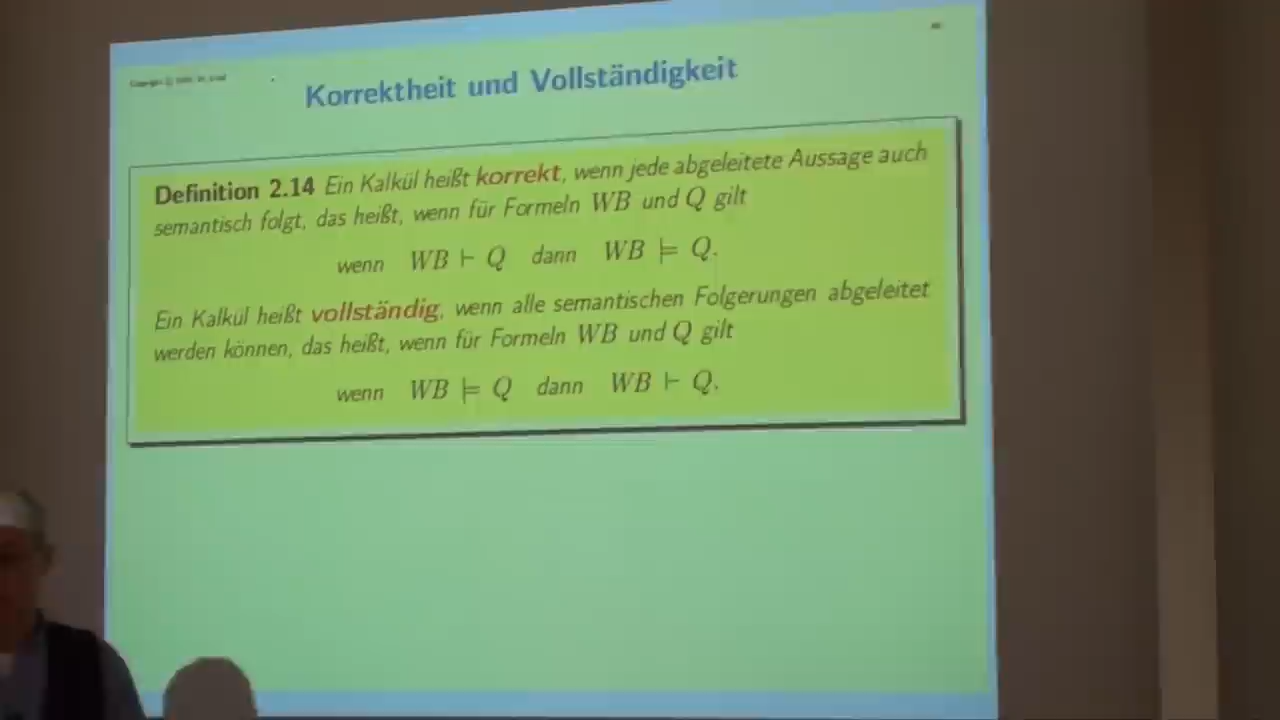 Korrektheit und Vollständigkeit
Definition 2.14 Ein Kalkül heißt korrekt, wenn jede abgeleitete Aussage auch
semantisch folgt, das heißt, wenn für Formeln WB und Q gilt
wenn WB ⊢ Q dann WB ⊨ Q.
Ein Kalkül heißt vollständig, wenn alle semantischen Folgerungen abgeleitet
werden können, das heißt, wenn für Formeln WB und Q gilt
wenn WB ⊨ Q dann WB ⊢ Q.